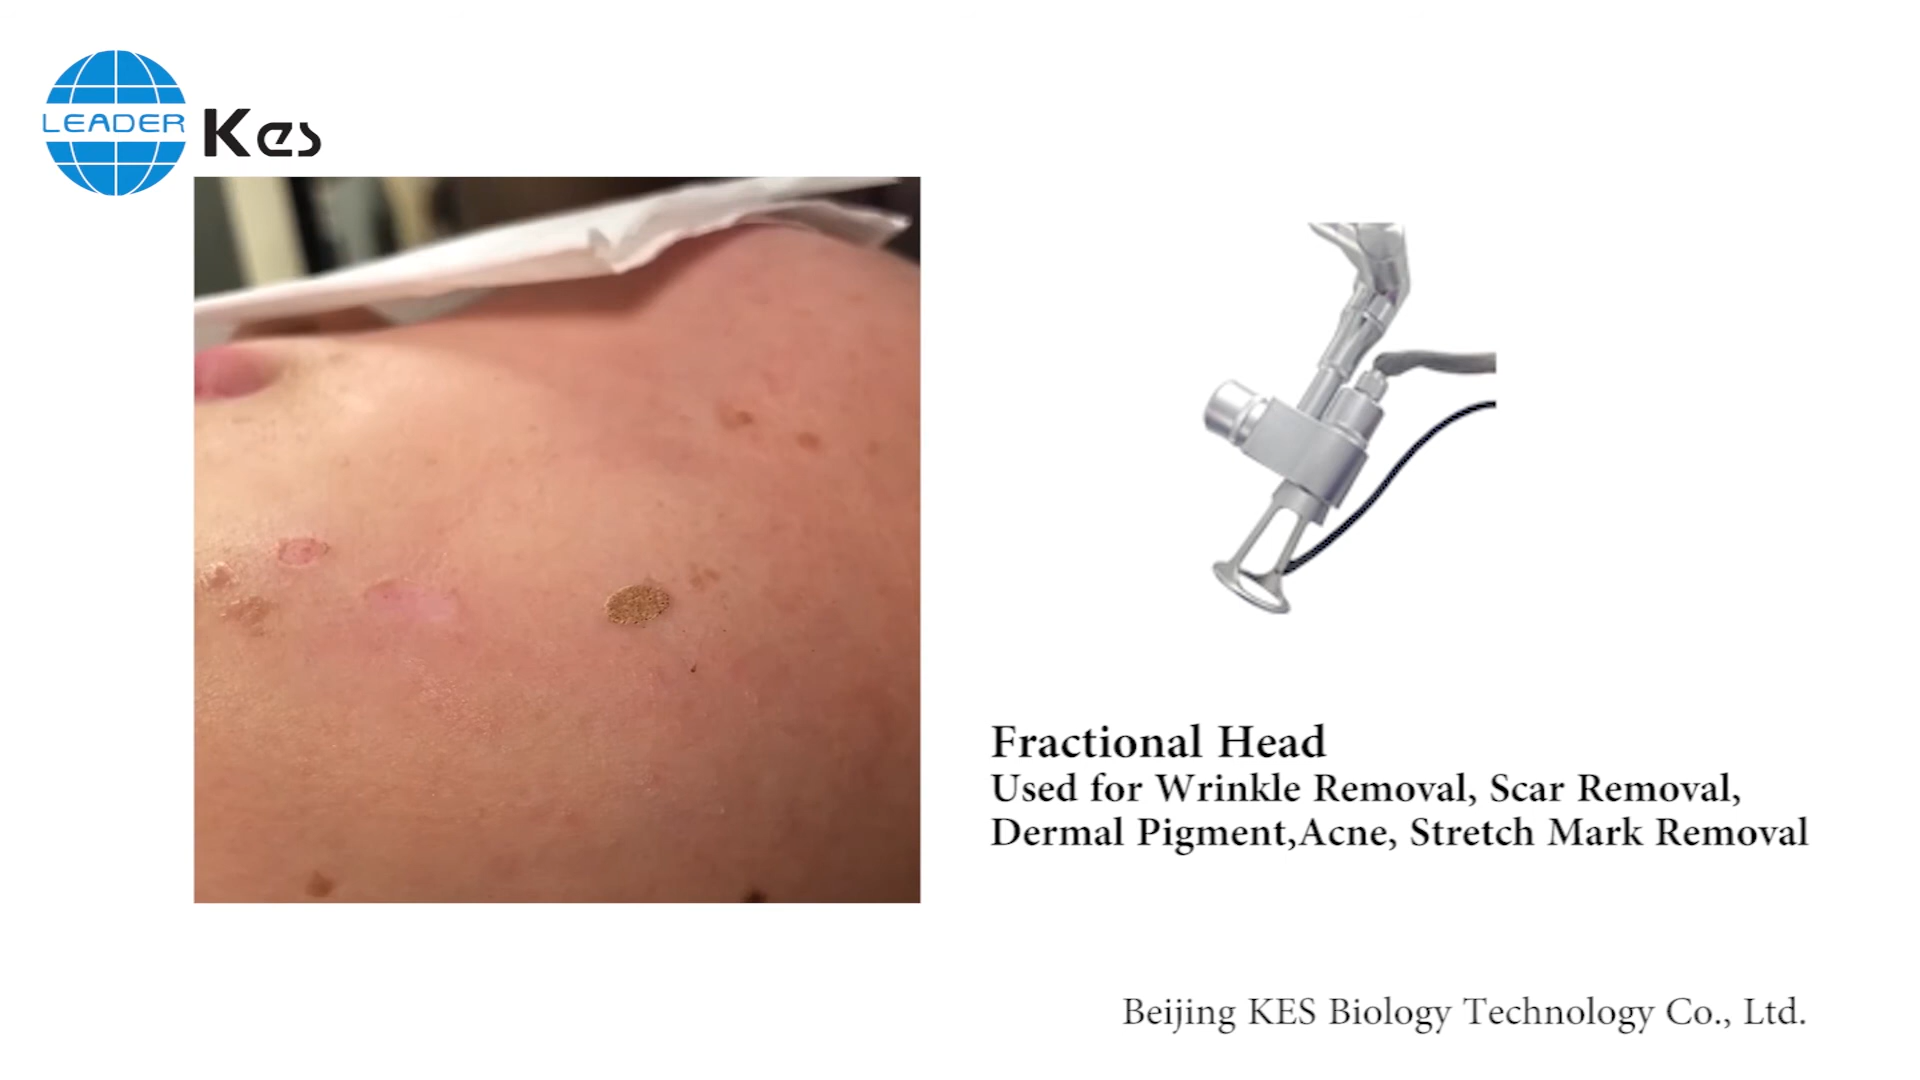 LEADER
Kes
Fractional Head
Used for Wrinkle Removal, Scar Removal,
Dermal Pigment,Acne, Stretch Mark Removal
Beijing KES Biology Technology Co., Ltd.